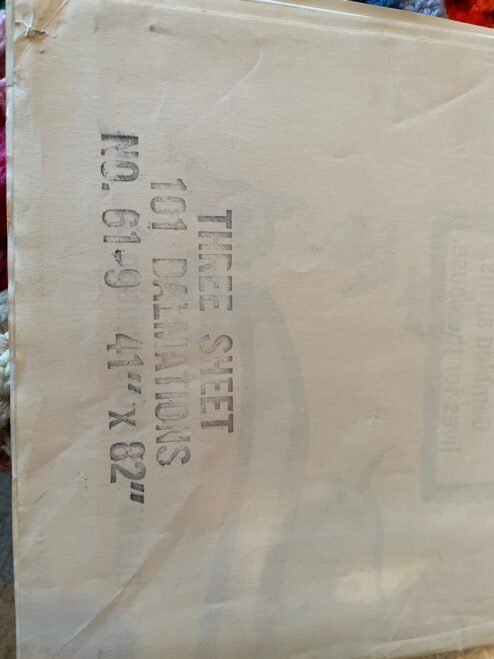 THREE SHEET
101 DALMATIONS
NO. 61-9 41" X 82"